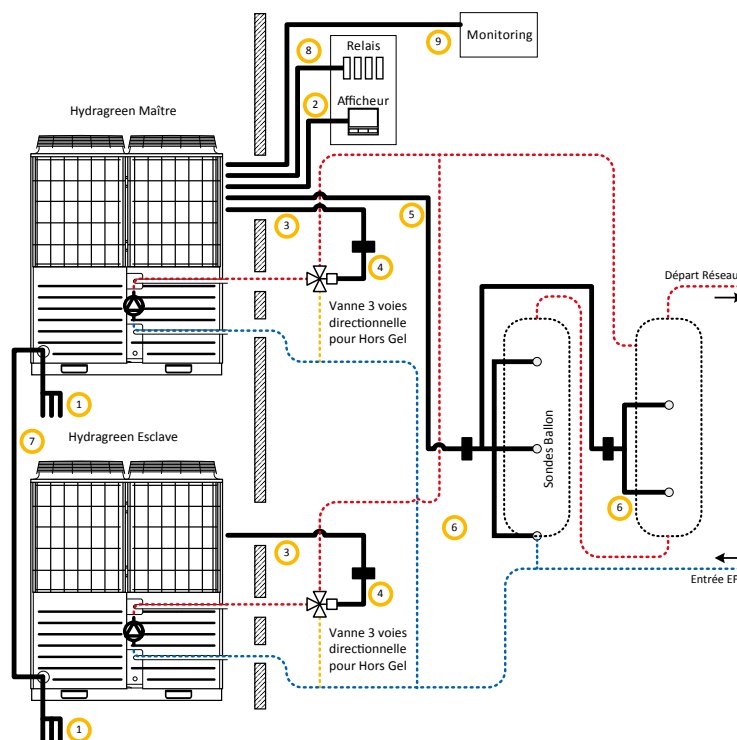 9
Monitoring
8
Relais
2
Afficheur
Hydragreen Maître
3
5
4
Départ Réseau
Vanne 3 voies
directionnelle
pour Hors Gel
1
Hydragreen Esclave
7
Sondes Ballon
6
6
3
4
Entrée EF
Vanne 3 voies
directionnelle
pour Hors Gel
1